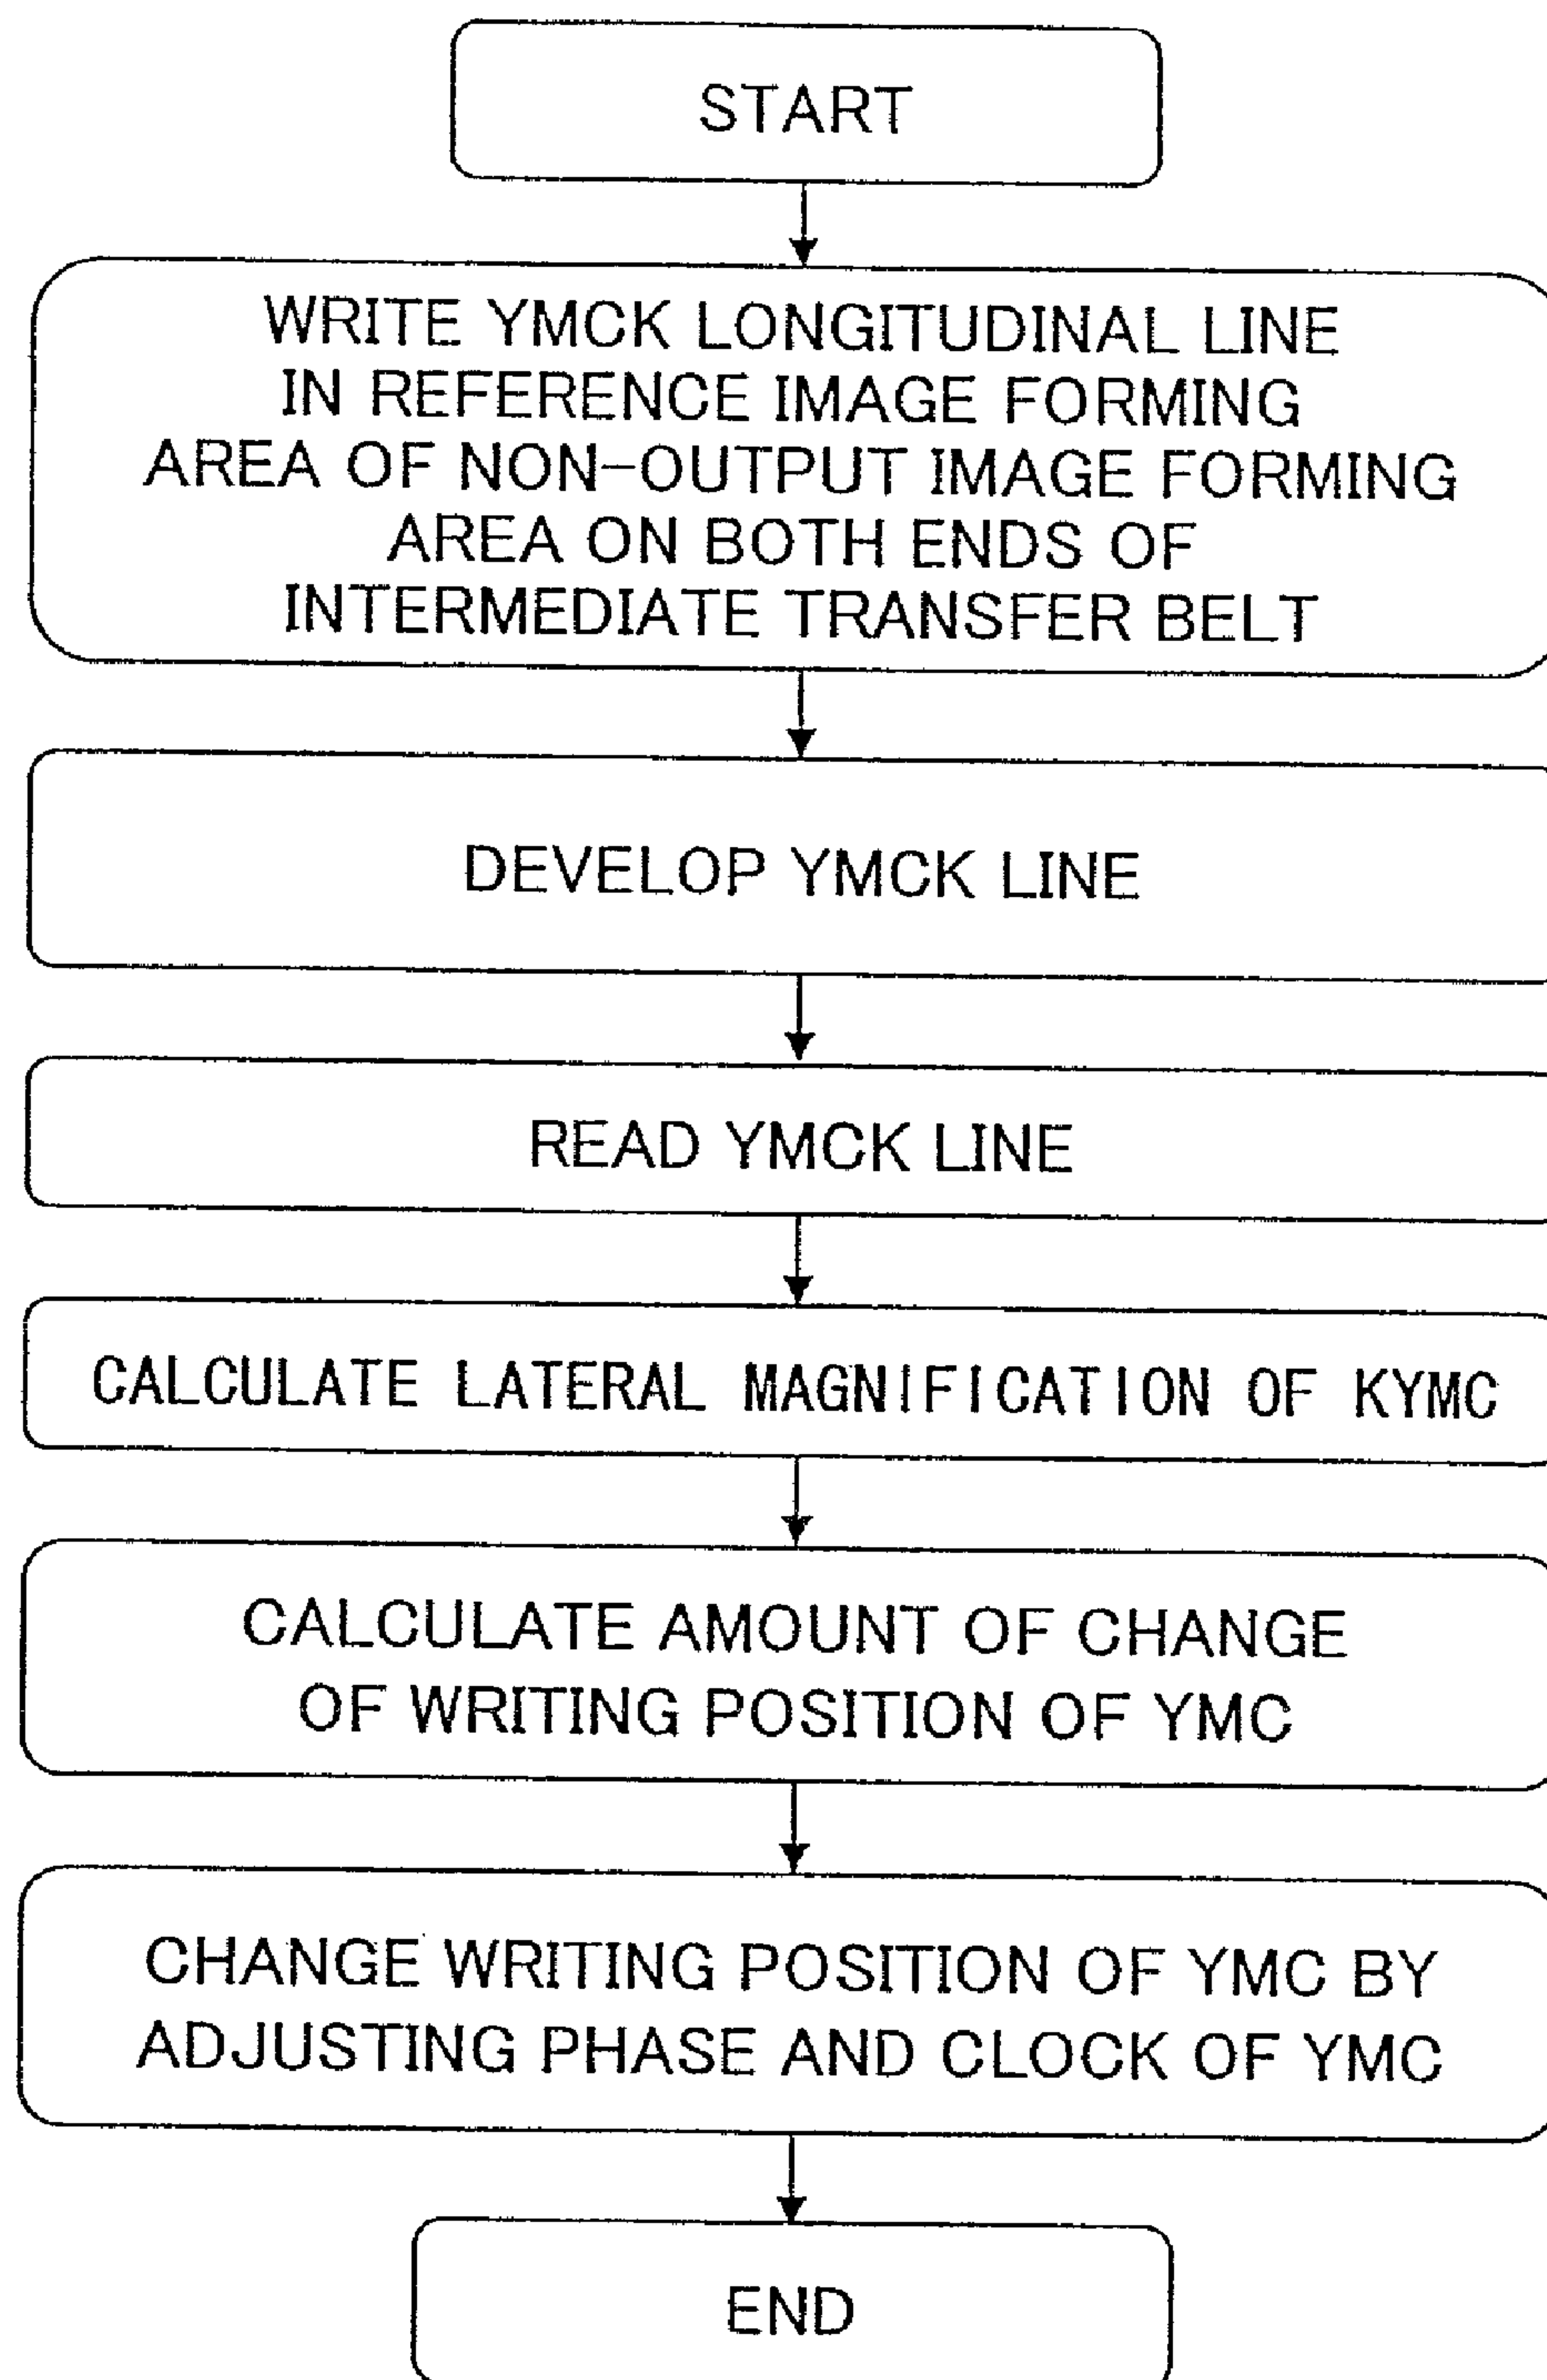 START
WRITE YMCK LONGITUDINAL LINE
IN REFERENCE IMAGE FORMING
AREA OF NON-OUTPUT IMAGE FORMING
AREA ON BOTH ENDS OF
INTERMEDIATE TRANSFER BELT
DEVELOP YMCK LINE
READ YMCK LINE
CALCULATE LATERAL MAGNIFICATION OF KYMC
CALCULATE AMOUNT OF CHANGE
OF WRITING POSITION OF YMC
CHANGE WRITING POSITION OF YMC BY
ADJUSTING PHASE AND CLOCK OF YMC
END